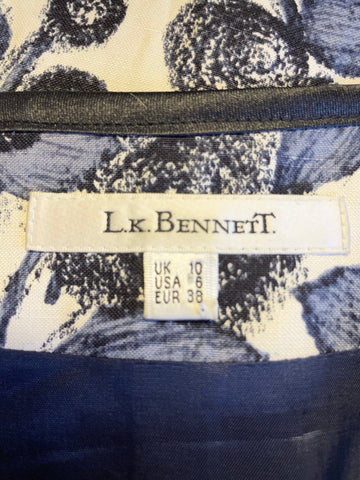 L.K.BENNETT.
UK 10
USA 6
EUR 38